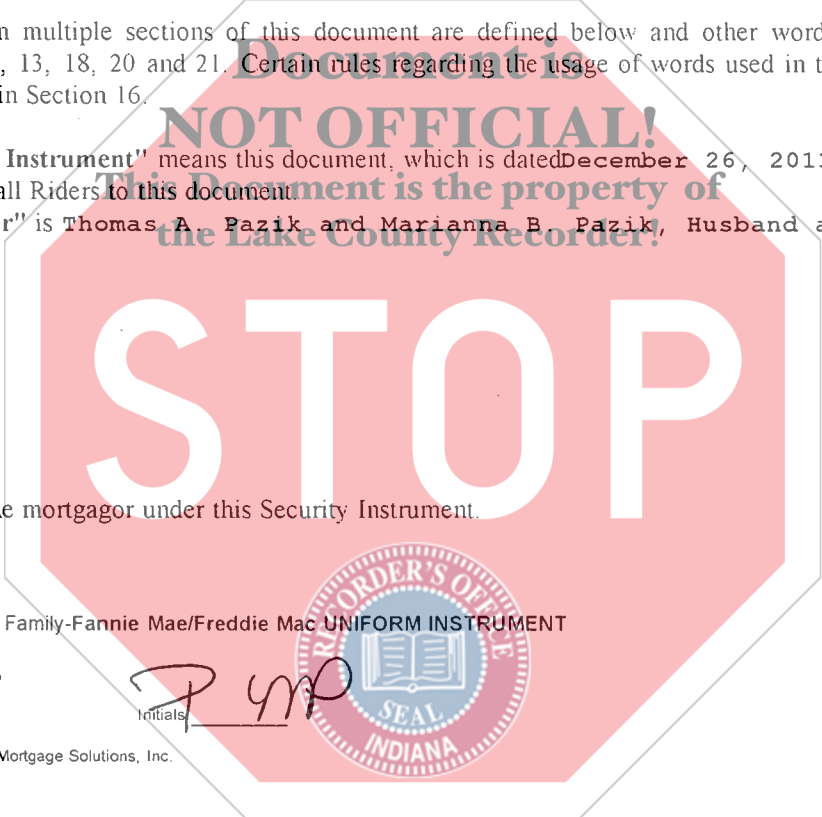 n multiple sections of this document are defined below and other word
Document is
, 13, 18, 20 and 21. Certain rules regarding the usage of words used in t
in Section 16.
NOT OFFICIAL!
Instrument" means this document, which is datedDecember 26, 2013
all Riders to this document.
This Document is the property of
r" is Thomas A. Pazik and Marianna B. Pazik, Husband a
the Lake County Recorder!
STOP
e mortgagor under this Security Instrument.
RECORDER'S OFFICE
Family-Fannie Mae/Freddie Mac UNIFORM INSTRUMENT
Initials
SEAL
INDIANA
Mortgage Solutions, Inc.